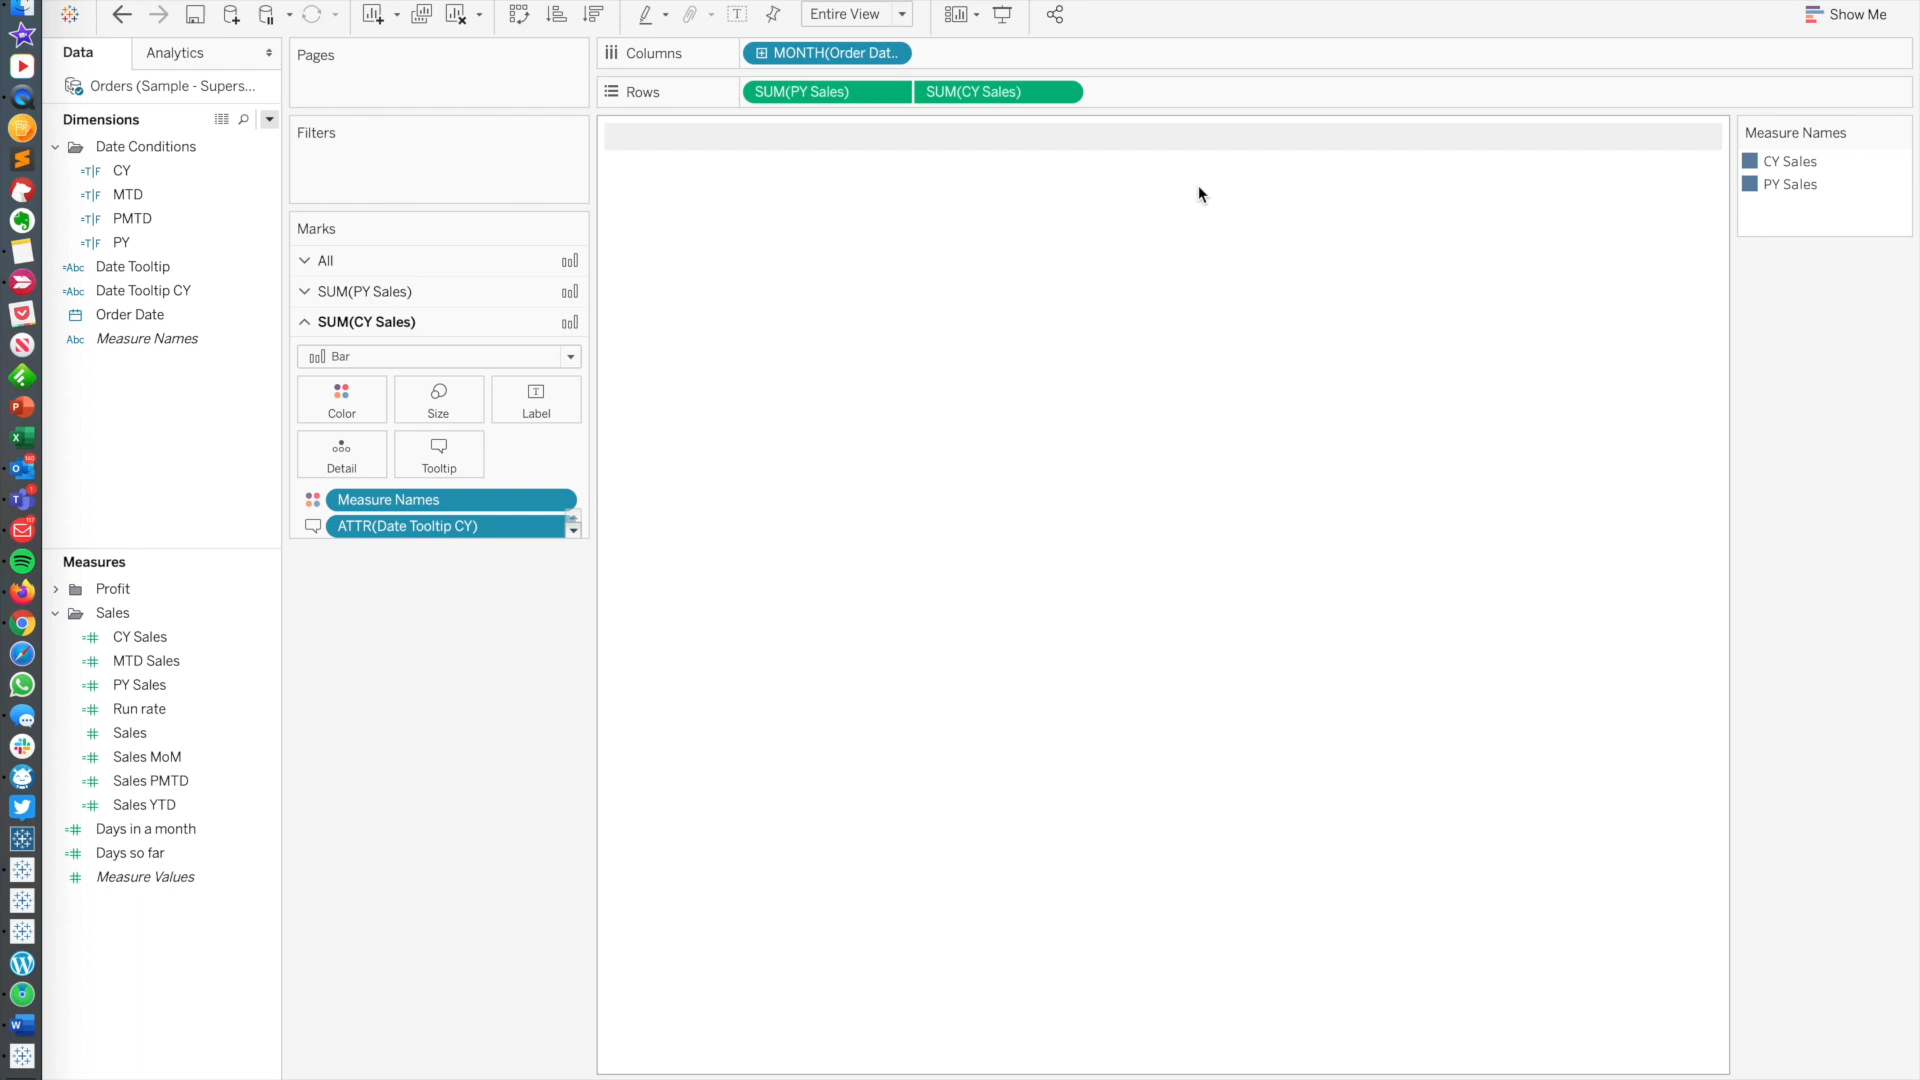 Entire View
Show Me
Data
Analytics
Pages
Columns
MONTH(Order Dat..
Orders (Sample - Supers...
Rows
SUM(PY Sales)
SUM(CY Sales)
Dimensions
Filters
Measure Names
Date Conditions
CY Sales
PY Sales
=T|F CY
=T|F MTD
=T|F PMTD
=T|F PY
=Abc Date Tooltip
=Abc Date Tooltip CY
Order Date
Abc Measure Names
Marks
All
SUM(PY Sales)
SUM(CY Sales)
Bar
Color
Size
Label
Detail
Tooltip
Measure Names
ATTR(Date Tooltip CY)
Measures
Profit
Sales
=# CY Sales
=# MTD Sales
=# PY Sales
=# Run rate
# Sales
=# Sales MoM
=# Sales PMTD
=# Sales YTD
=# Days in a month
=# Days so far
# Measure Values